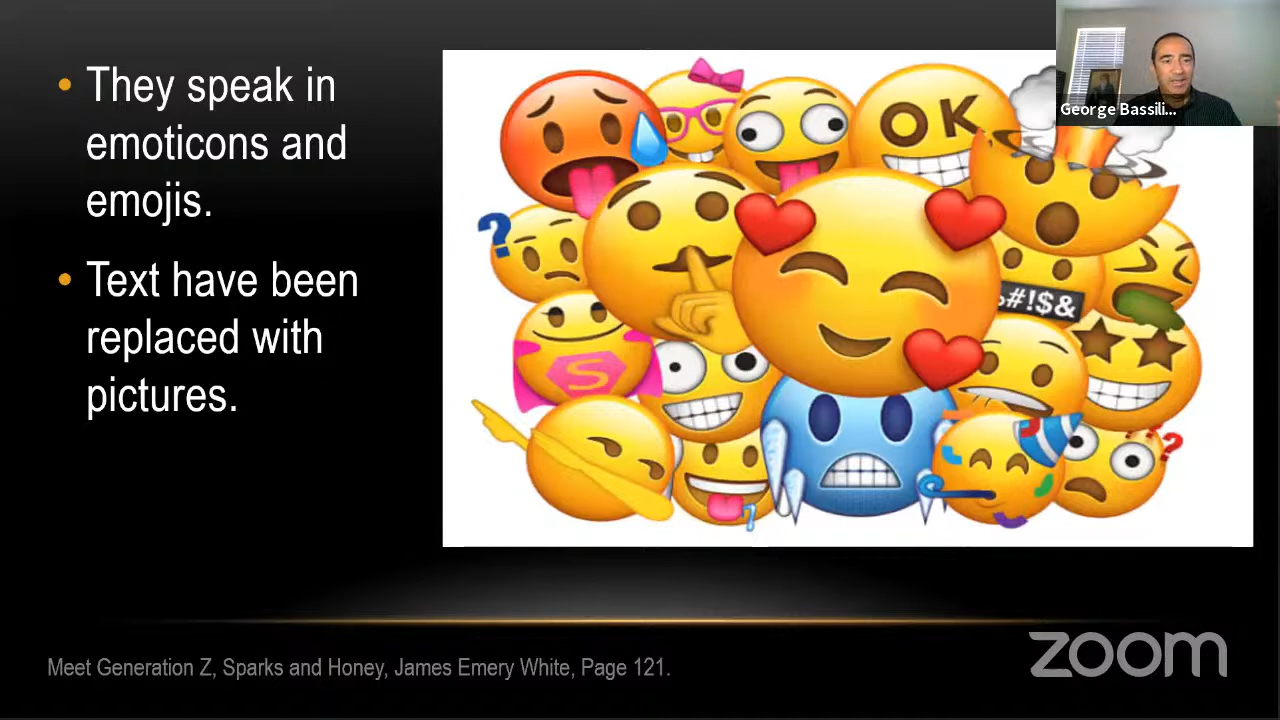 • They speak in
emoticons and
emojis.
• Text have been
replaced with
pictures.
OK
?
#!$&
S
?
George Bassili...
Meet Generation Z, Sparks and Honey, James Emery White, Page 121.
zoom